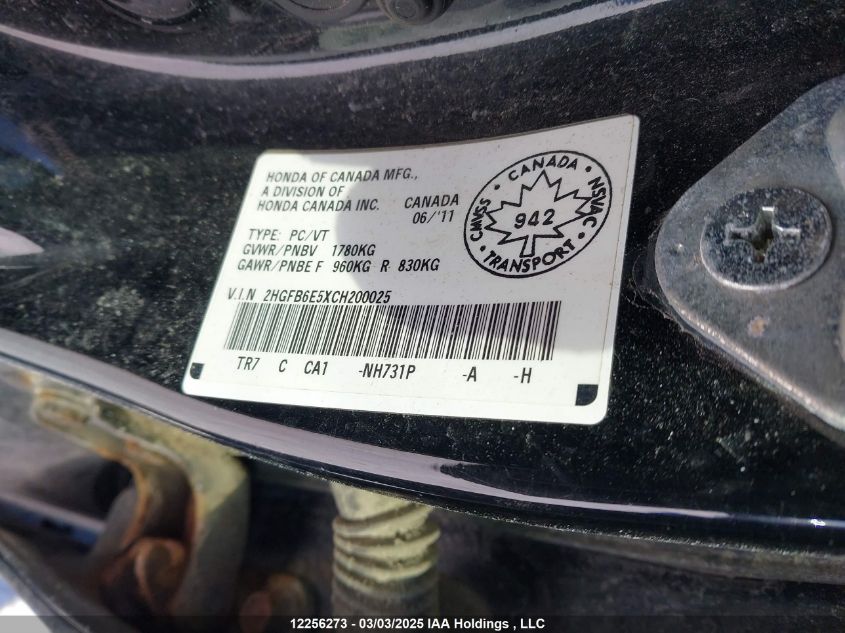 HONDA OF CANADA MFG.,
A DIVISION OF
HONDA CANADA INC. CANADA
06/'11
TYPE: PC/VT
GVWR/PNBV 1780KG
GAWR/PNBE F 960KG R 830KG
CANADA
CMVSS 942 NSVAC
TRANSPORT
V.I.N 2HGFB6E5XCH200025
TR7 C CA1 -NH731P -A -H
12256273 - 03/03/2025 IAA Holdings , LLC